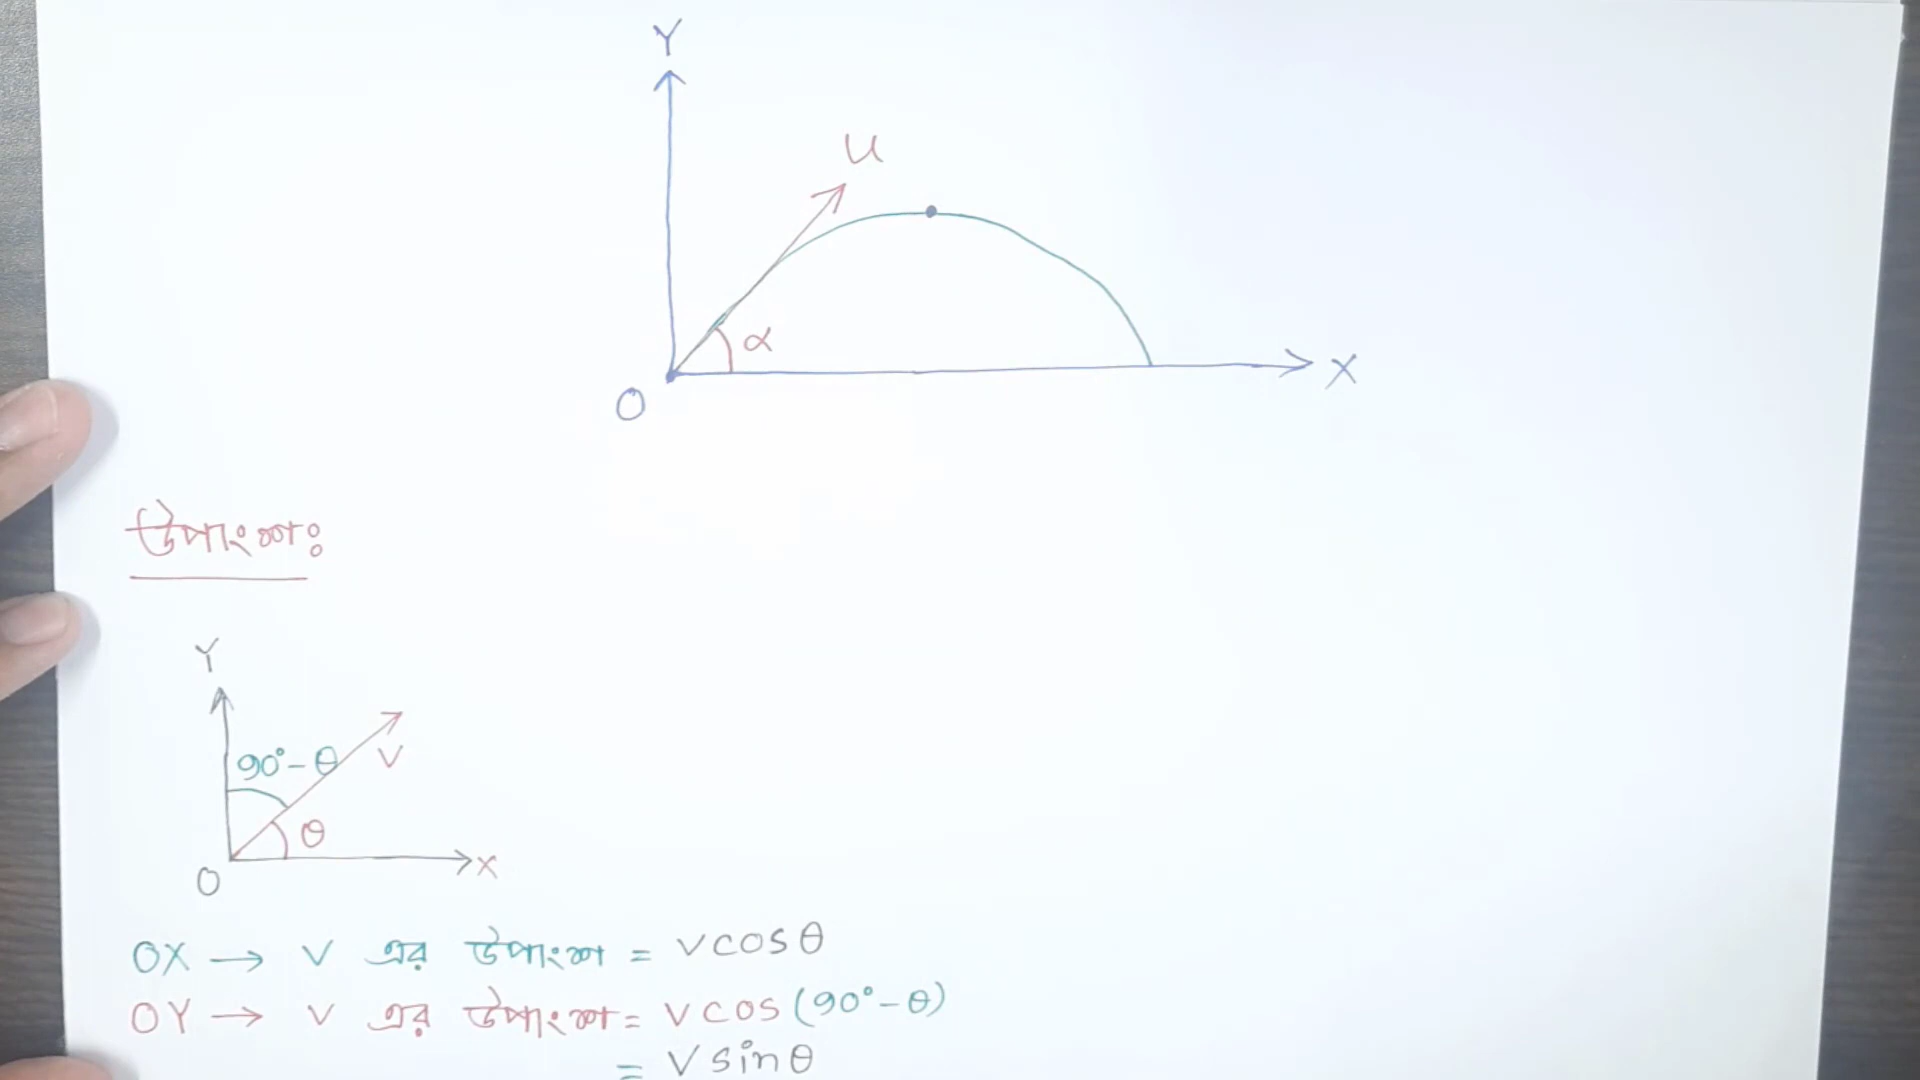 Y
u
α
X
O
উপাংশঃ
Y
90°-θ
V
θ
X
O
OX → V এর উপাংশ = VCOSθ
OY → V এর উপাংশ = VCOS(90°-θ)
= Vsinθ